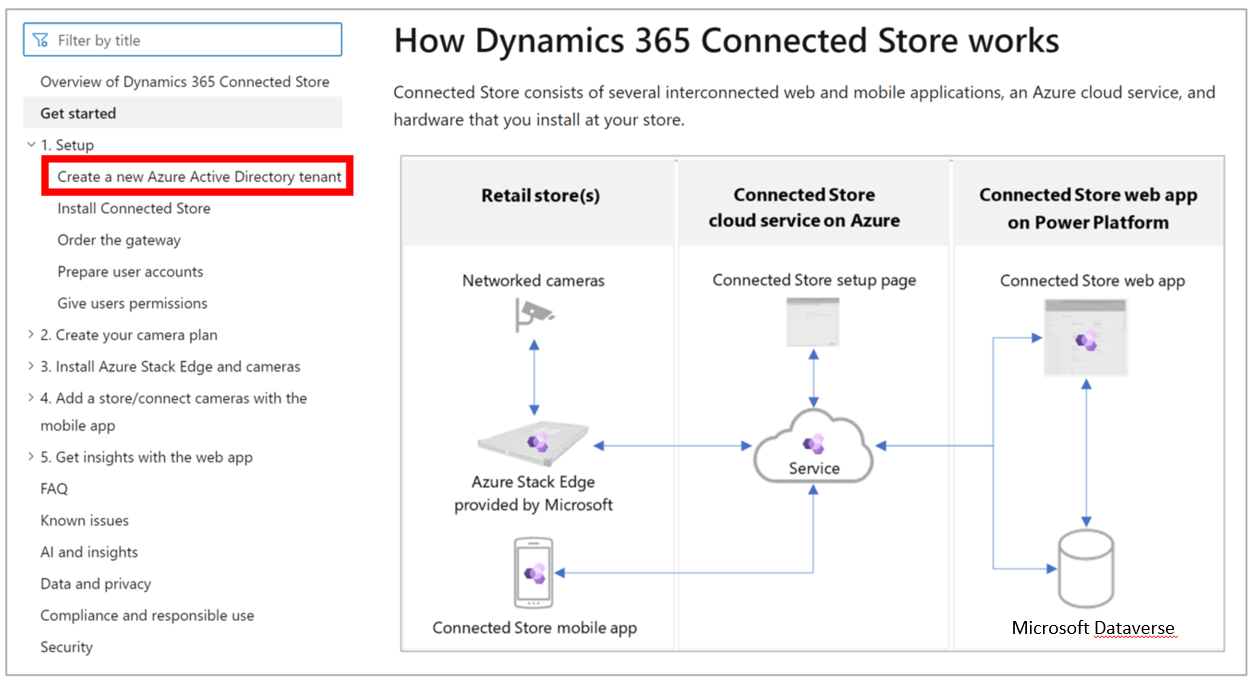 Filter by title
Overview of Dynamics 365 Connected Store
Get started
1. Setup
Create a new Azure Active Directory tenant
Install Connected Store
Order the gateway
Prepare user accounts
Give users permissions
2. Create your camera plan
3. Install Azure Stack Edge and cameras
4. Add a store/connect cameras with the
mobile app
5. Get insights with the web app
FAQ
Known issues
AI and insights
Data and privacy
Compliance and responsible use
Security
How Dynamics 365 Connected Store works
Connected Store consists of several interconnected web and mobile applications, an Azure cloud service, and
hardware that you install at your store.
Retail store(s)
Networked cameras
Azure Stack Edge
provided by Microsoft
Connected Store mobile app
Connected Store
cloud service on Azure
Connected Store setup page
Service
Connected Store web app
on Power Platform
Connected Store web app
Microsoft Dataverse